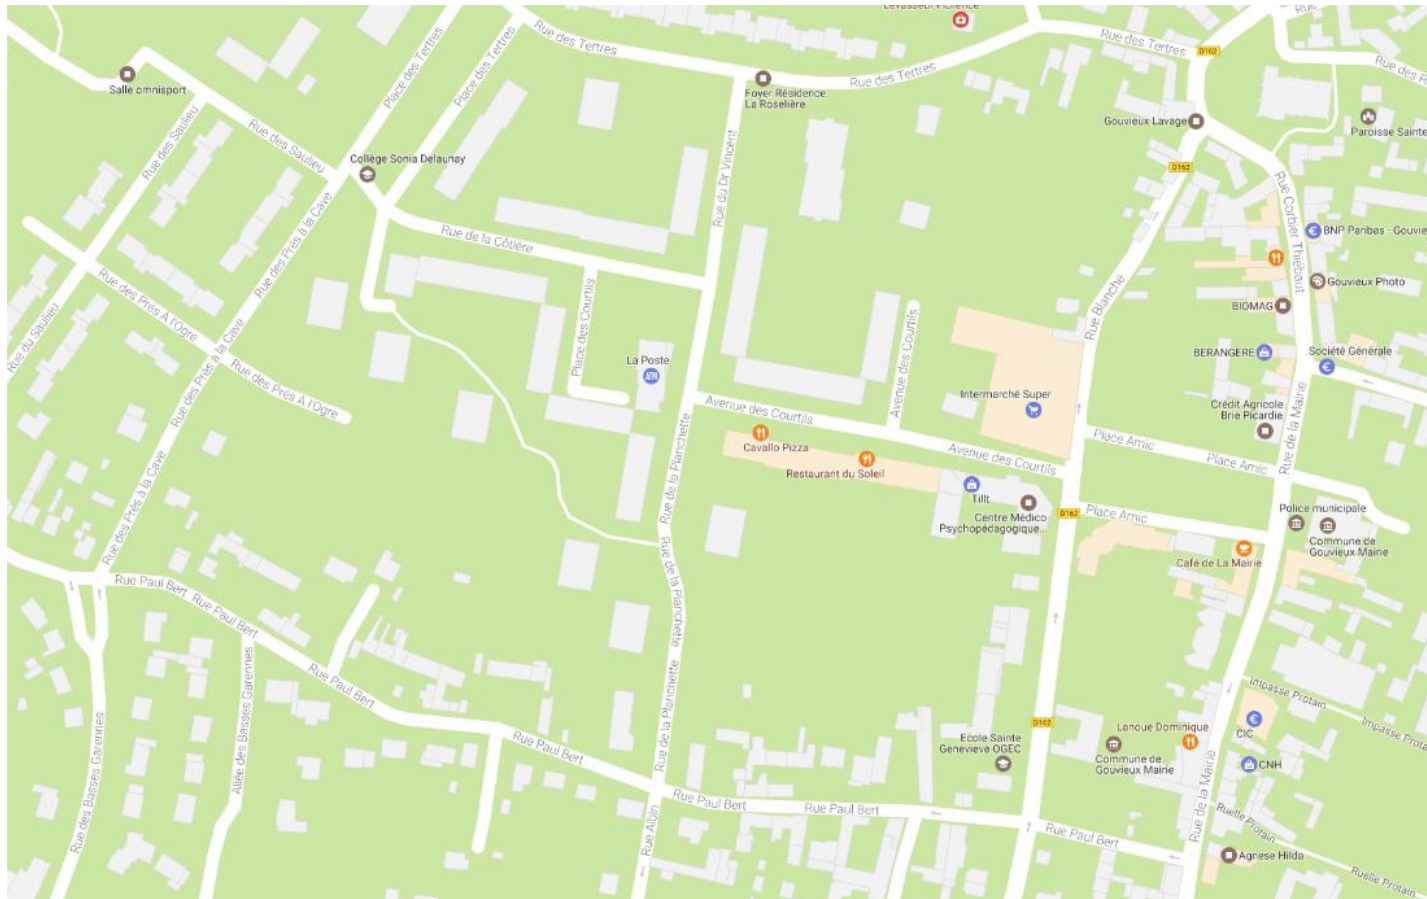 Levasseur Florence
Rue des Tertres
Place des Tertres
Place des Tertres
Rue des Tertres
D162
Salle omnisport
Rue des Tertres
Foyer Résidence
La Roselière
Gouvieux Lavage
Paroisse Sainte
Rue des Saulieu
Rue des Saulieu
Collège Sonia Delaunay
Rue du Dr Vincent
D162
Rue Corbier Thiébaut
BNP Paribas - Gouvie
Rue de la Côtière
Rue des Prés à la Cave
Gouvieux Photo
BIOMAG
Rue des Prés À l'Ogre
Rue du Saulieu
Place des Courtils
Avenue des Courtils
Rue Blanche
Rue des Prés à la Cave
La Poste
ATM
BERANGERE
Société Générale
Rue des Prés À l'Ogre
Intermarché Super
Avenue des Courtils
Crédit Agricole
Brie Picardie
Rue de la Mairie
Cavallo Pizza
Place Amic
Place Amic
Avenue des Courtils
Restaurant du Soleil
Rue de la Planchette
Tillt
Rue des Prés à la Cave
Centre Médico
Psychopédagogique...
D162
Place Amic
Police municipale
Commune de
Gouvieux Mairie
Café de La Mairie
Rue Paul Bert
Rue Paul Bert
Rue de la Planchette
Rue Paul Bert
Rue des Basses Garennes
Allée des Basses Garennes
Rue de la Planchette
Impasse Protain
Impasse Prota
D162
Lanoue Dominique
CIC
Ecole Sainte
Genevieve OGEC
Commune de
Gouvieux Mairie
CNH
Rue Paul Bert
Rue de la Mairie
Rue Paul Bert
Rue Paul Bert
Rue Albin
Rue Paul Bert
Ruelle Protain
Agnese Hilda
Ruelle Protain